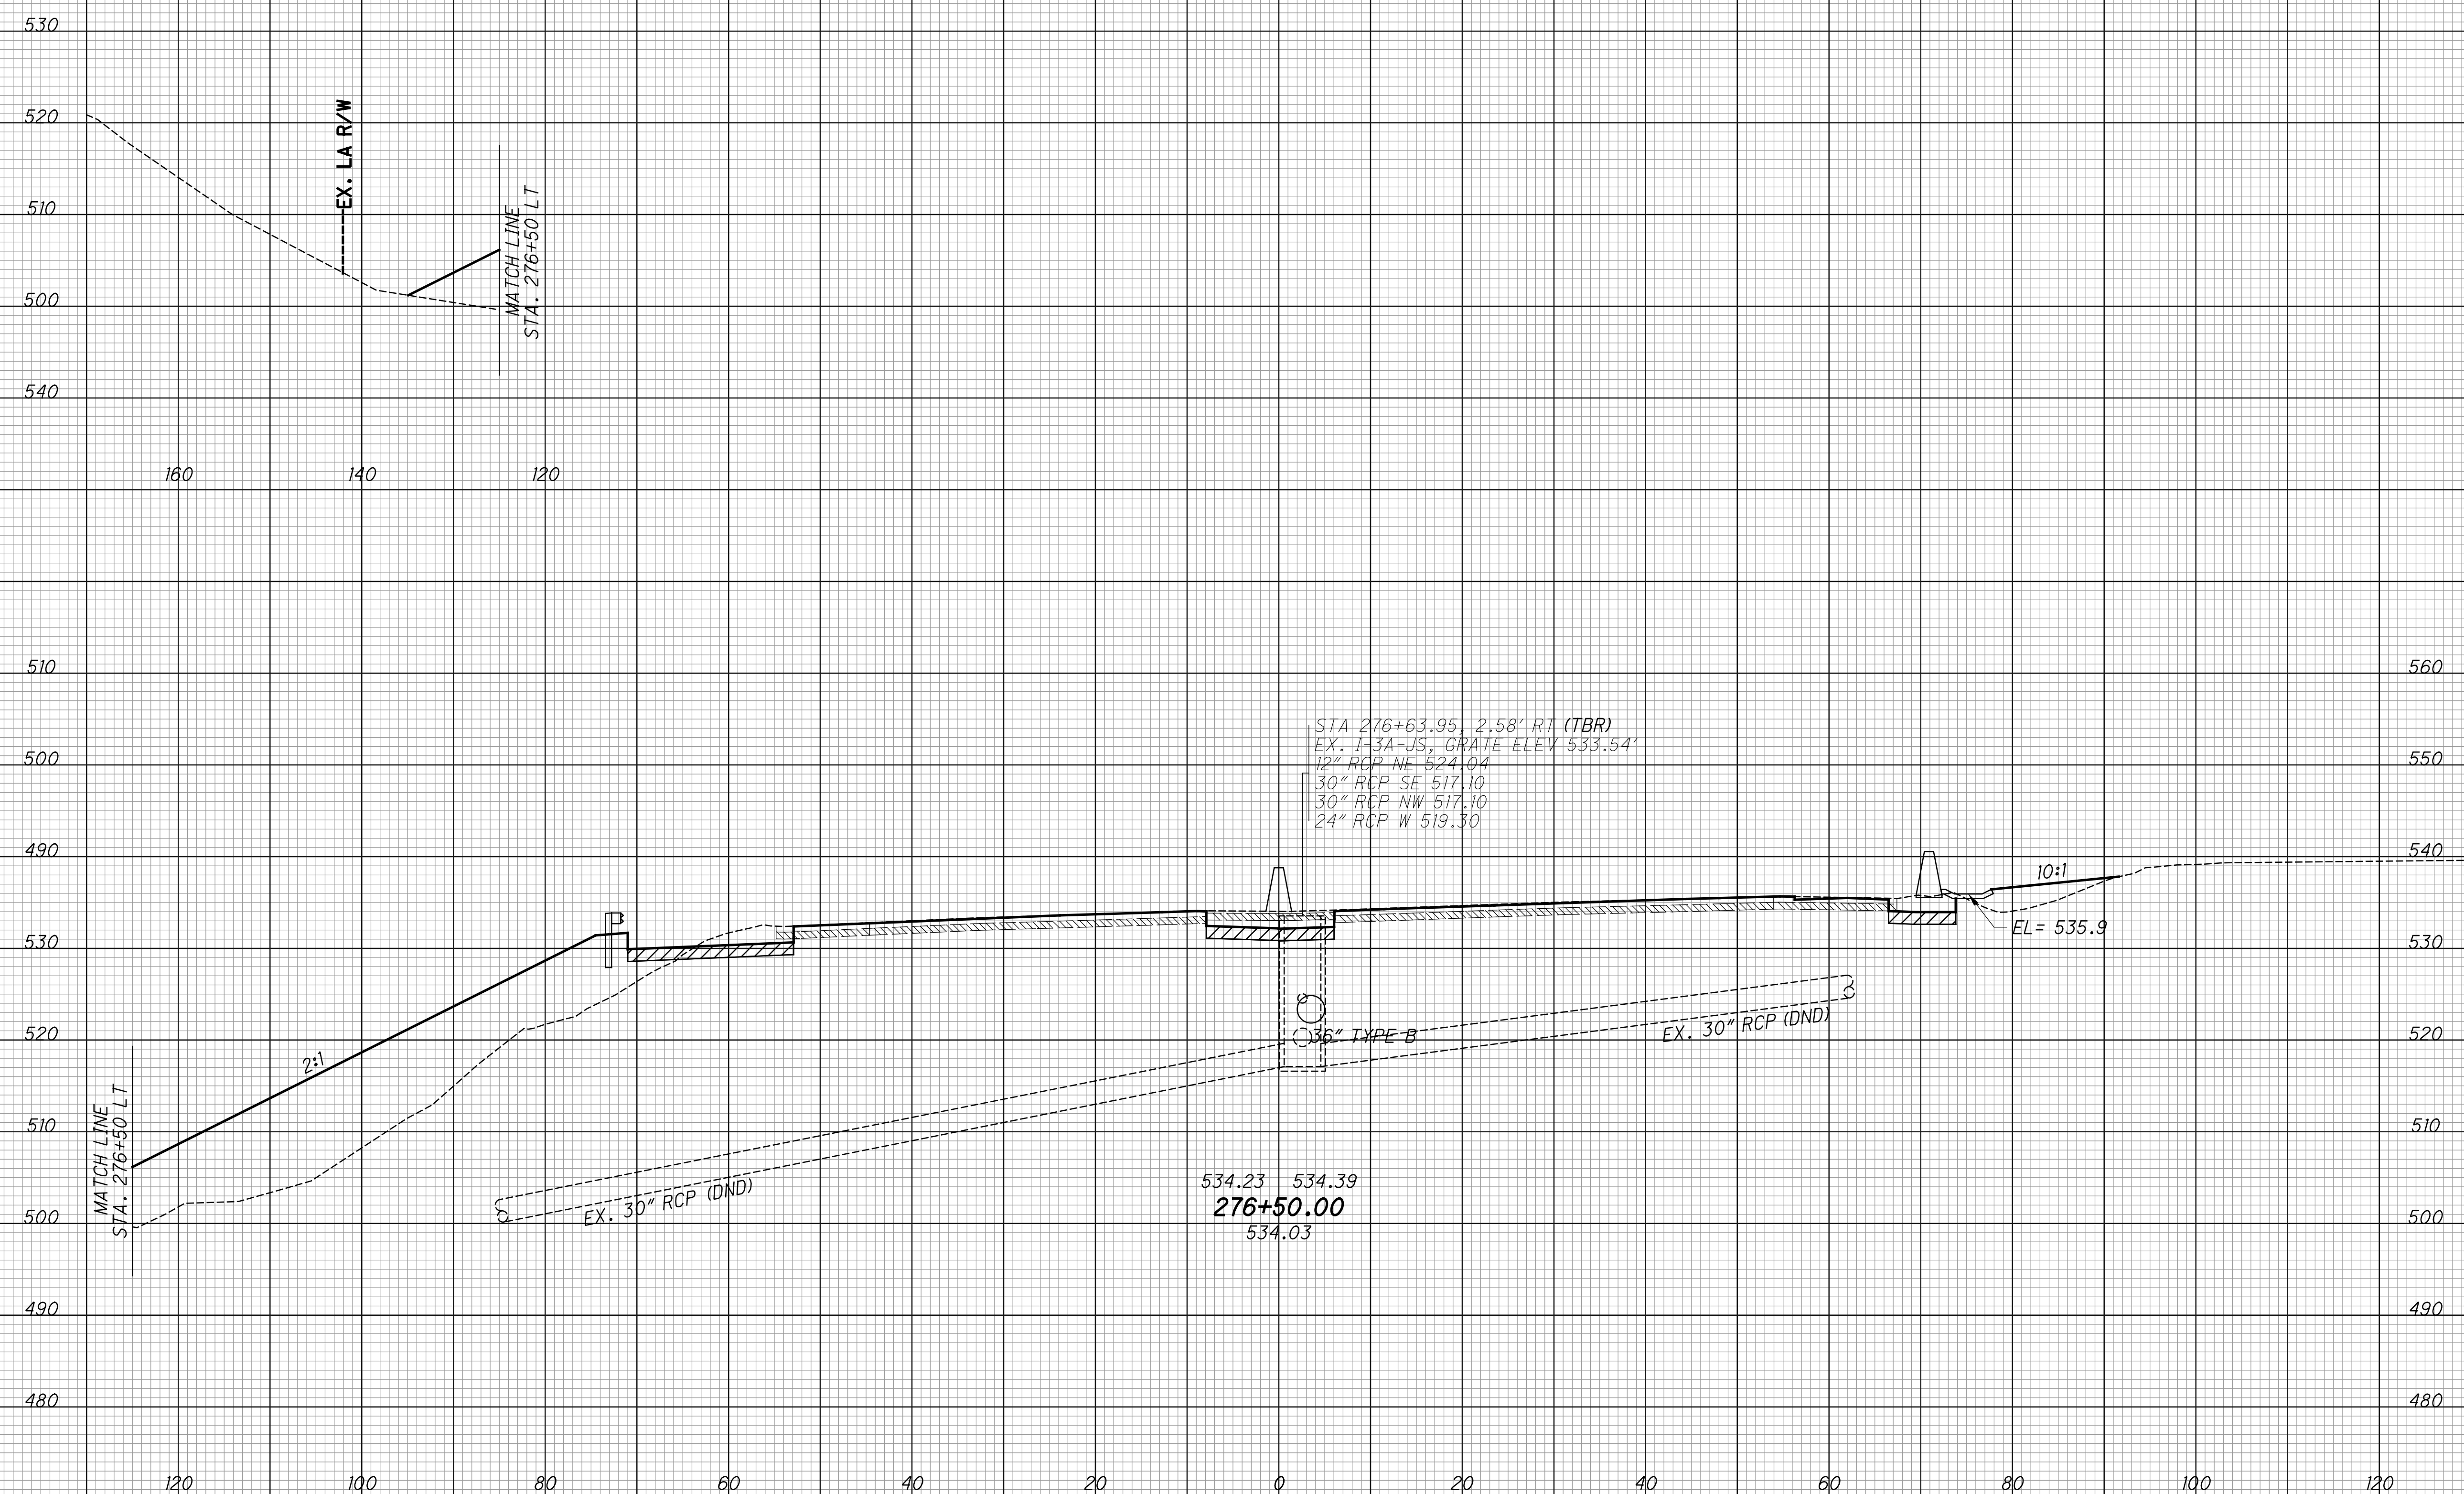 530
520
EX. LA R/W
510
MATCH LINE
STA. 276+50 LT
500
540
160 140 120
510 560
STA 276+63.95, 2.58' RT (TBR)
EX. I-3A-JS, GRATE ELEV 533.54'
500 12" RCP NE 524.04 550
30" RCP SE 517.10
30" RCP NW 517.10
24" RCP W 519.30
490 540
10:1
EL= 535.9
530 530
EX. 30" RCP (DND)
520 36" TYPE B 520
2:1
MATCH LINE
STA. 276+50 LT
510 510
534.23 534.39
EX. 30" RCP (DND)
276+50.00
500 500
534.03
490 490
480 480
120 100 80 60 40 20 0 20 40 60 80 100 120